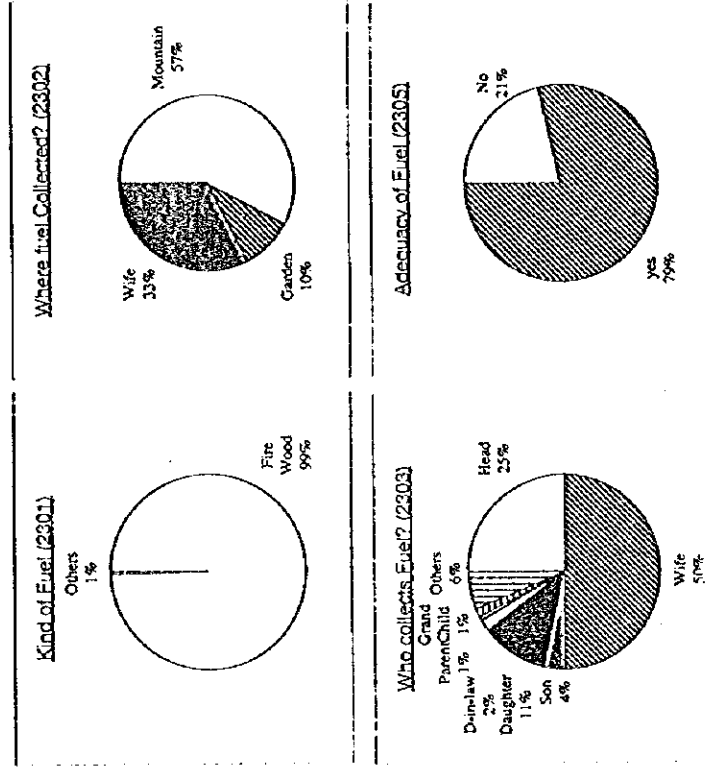 Kind of Fuel (2301)
Others
1%
Fire
Wood
99%
Where fuel Collected? (2302)
Wife
33%
Mountain
57%
Garden
10%
Who collects Fuel? (2303)
Grand Others
ParentChild 6%
D-in-law 1% 1%
2%
Daughter
11%
Son
4%
Head
25%
Wife
50%
Adequacy of Fuel (2305)
No
21%
yes
79%